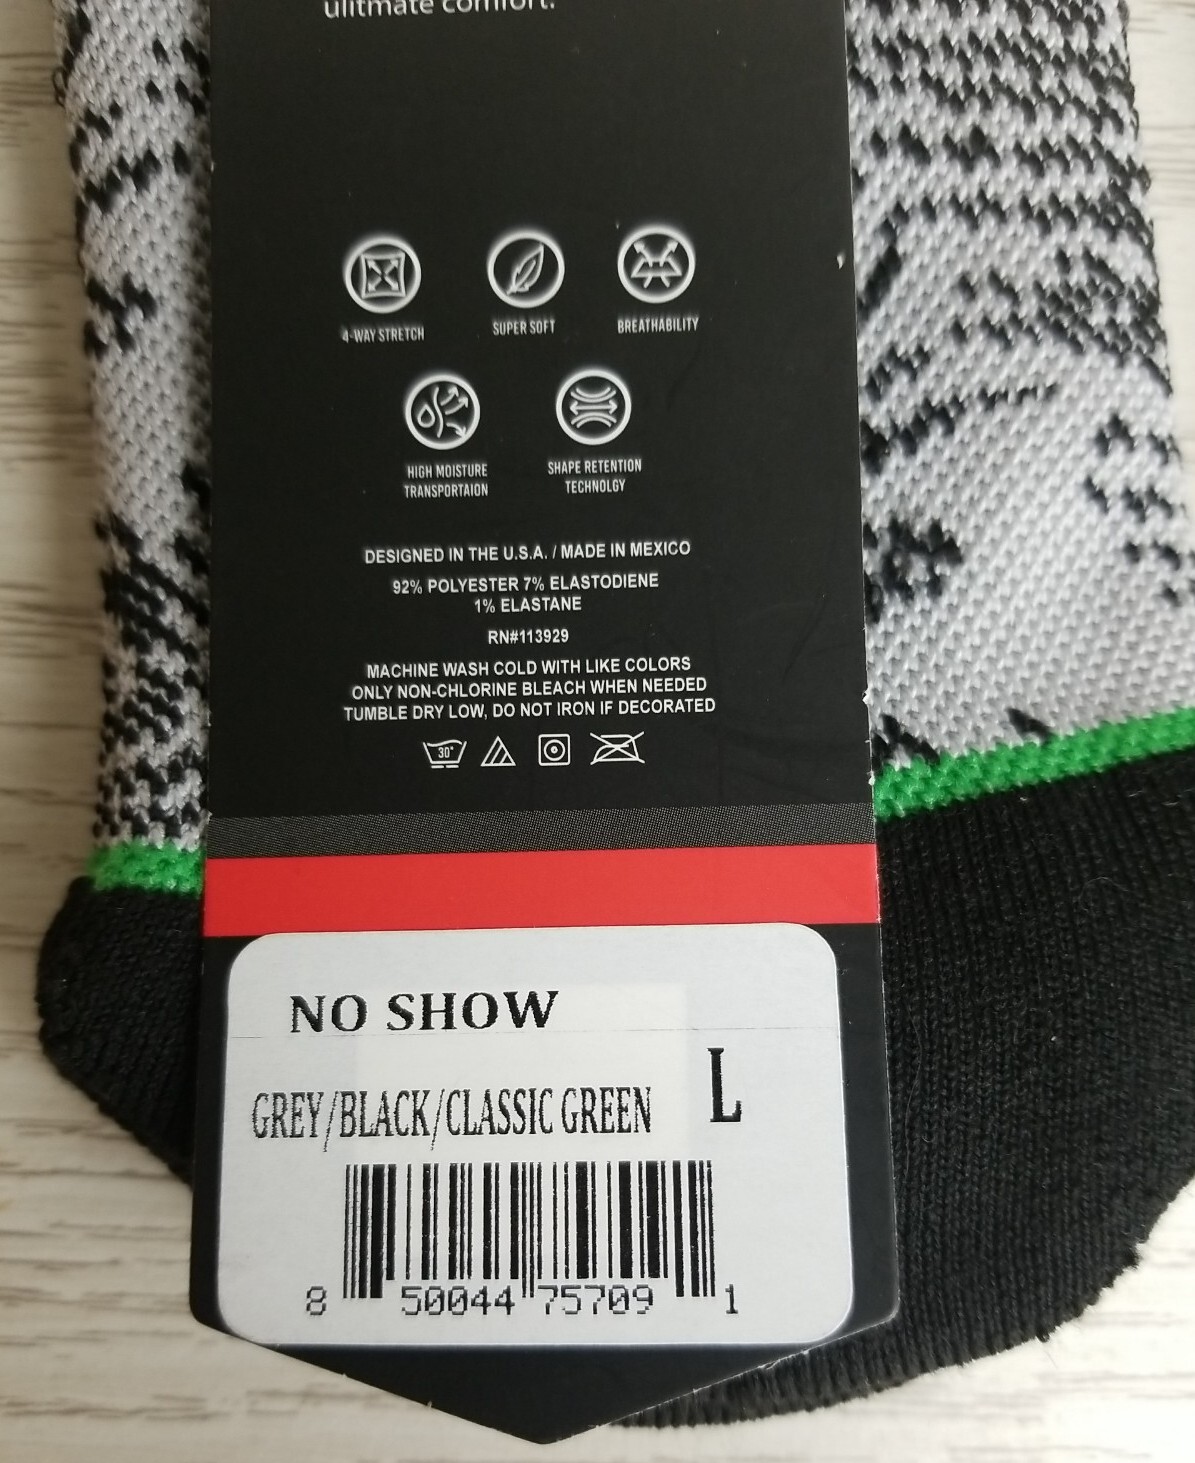 ulitmate comfort.
4-WAY STRETCH
SUPER SOFT
BREATHABILITY
HIGH MOISTURE
TRANSPORTAION
SHAPE RETENTION
TECHNOLGY
DESIGNED IN THE U.S.A. / MADE IN MEXICO
92% POLYESTER 7% ELASTODIENE
1% ELASTANE
RN#113929
MACHINE WASH COLD WITH LIKE COLORS
ONLY NON-CHLORINE BLEACH WHEN NEEDED
TUMBLE DRY LOW, DO NOT IRON IF DECORATED
30°
NO SHOW
GREY/BLACK/CLASSIC GREEN L
8 50044 75709 1